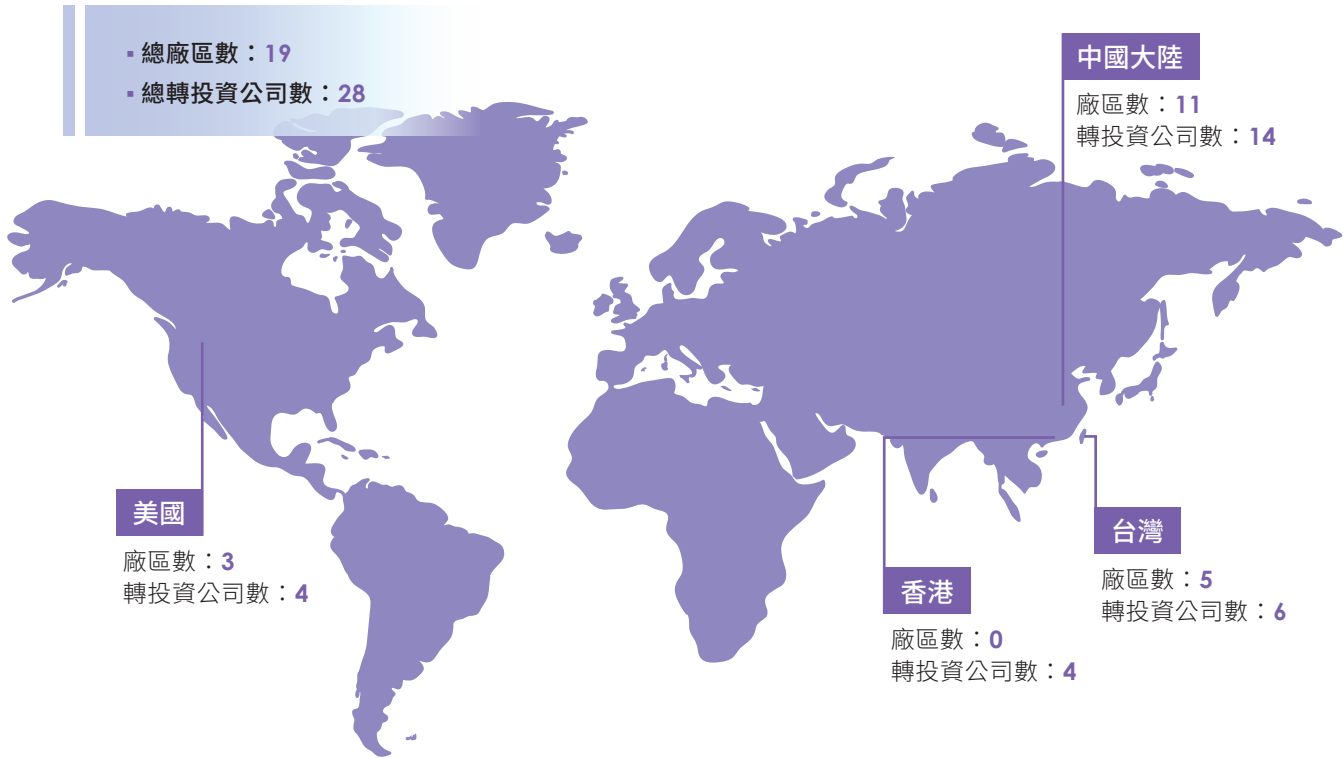 ▪ 總廠區數：19
▪ 總轉投資公司數：28
中國大陸
廠區數：11
轉投資公司數：14
美國
廠區數：3
轉投資公司數：4
香港
廠區數：0
轉投資公司數：4
台灣
廠區數：5
轉投資公司數：6